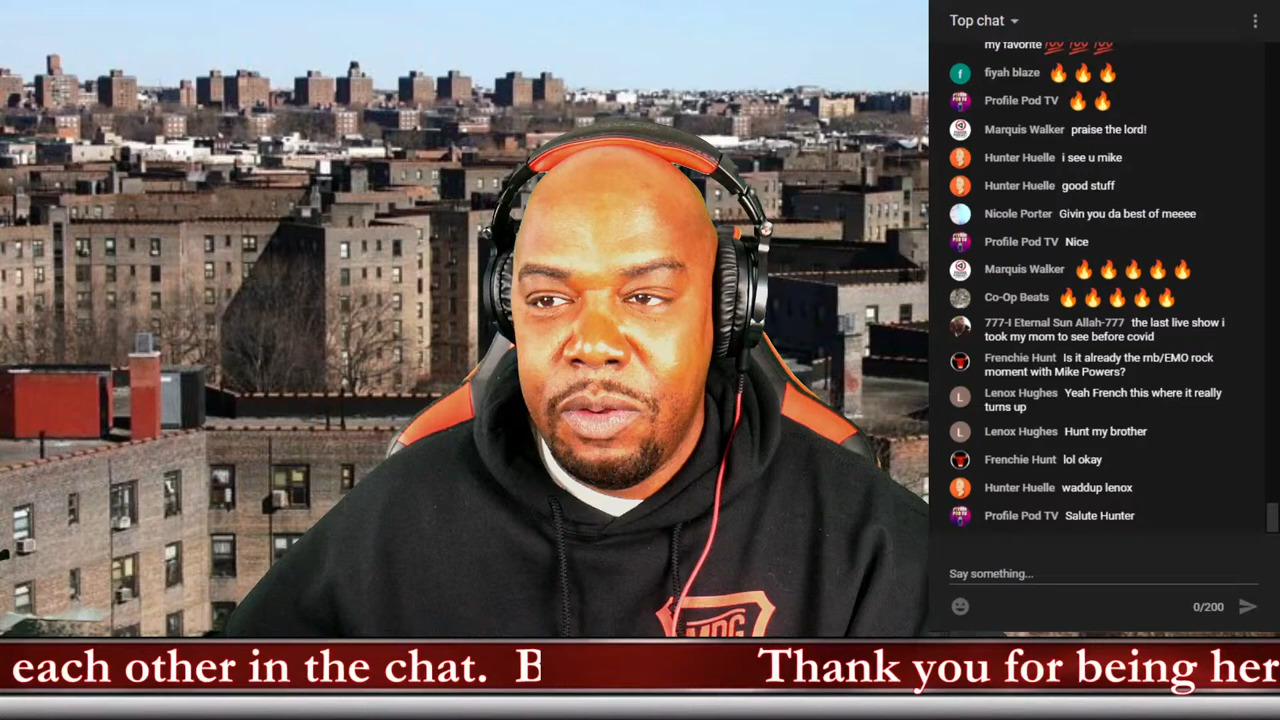 Top chat
my favorite 💯 💯 💯
fiyah blaze 🔥 🔥 🔥
Profile Pod TV 🔥 🔥
Marquis Walker praise the lord!
Hunter Huelle i see u mike
Hunter Huelle good stuff
Nicole Porter Givin you da best of meeee
Profile Pod TV Nice
Marquis Walker 🔥 🔥 🔥 🔥 🔥
Co-Op Beats 🔥 🔥 🔥 🔥 🔥
777-I Eternal Sun Allah-777 the last live show i
took my mom to see before covid
Frenchie Hunt Is it already the rnb/EMO rock
moment with Mike Powers?
L
Lenox Hughes Yeah French this where it really
turns up
L
Lenox Hughes Hunt my brother
Frenchie Hunt lol okay
Hunter Huelle waddup lenox
Profile Pod TV Salute Hunter
Say something...
0/200
each other in the chat. B
Thank you for being her